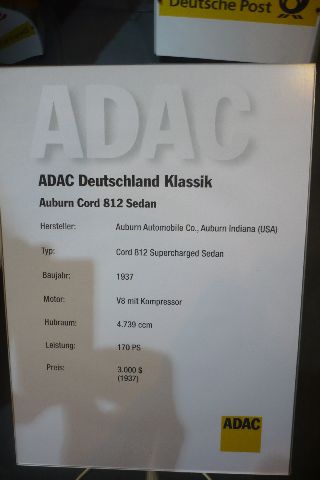 Deutsche Post
ADAC
ADAC Deutschland Klassik
Auburn Cord 812 Sedan
Hersteller: Auburn Automobile Co., Auburn Indiana (USA)
Typ: Cord 812 Supercharged Sedan
Baujahr: 1937
Motor: V8 mit Kompressor
Hubraum: 4.739 ccm
Leistung: 170 PS
Preis: 3.000 $
(1937)
ADAC